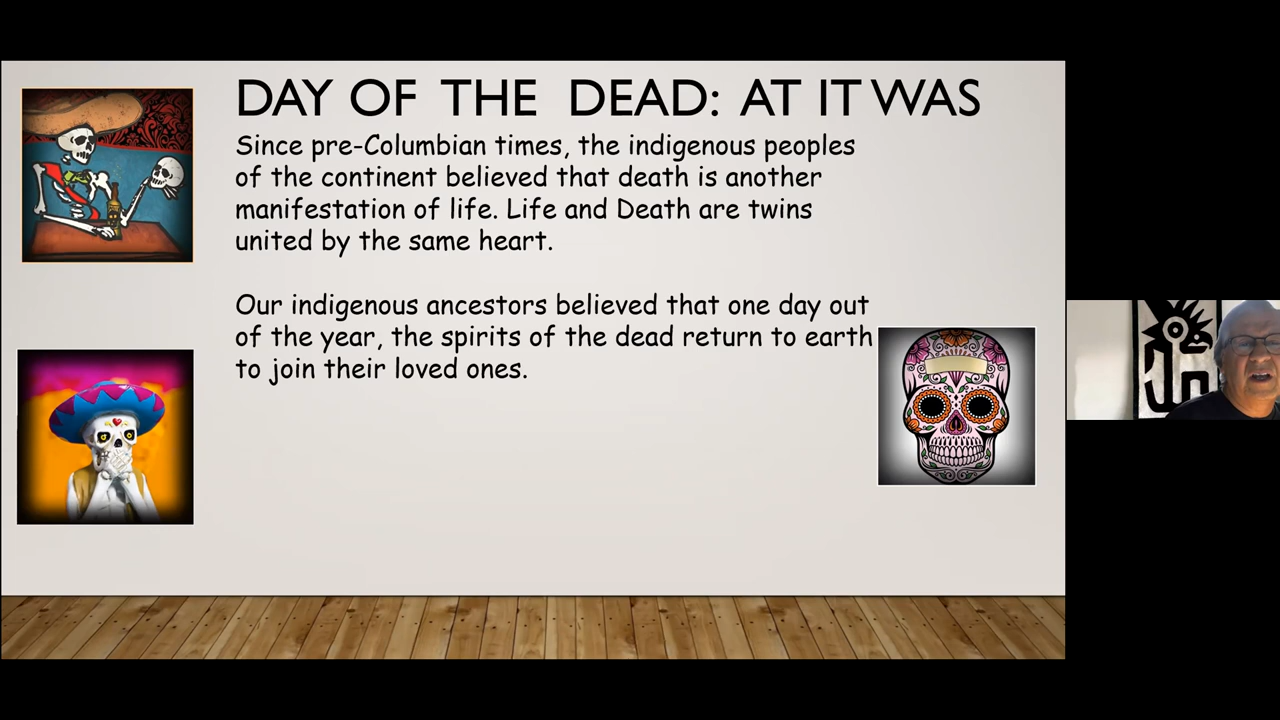 DAY OF THE DEAD: AT IT WAS
Since pre-Columbian times, the indigenous peoples
of the continent believed that death is another
manifestation of life. Life and Death are twins
united by the same heart.
Our indigenous ancestors believed that one day out
of the year, the spirits of the dead return to earth
to join their loved ones.